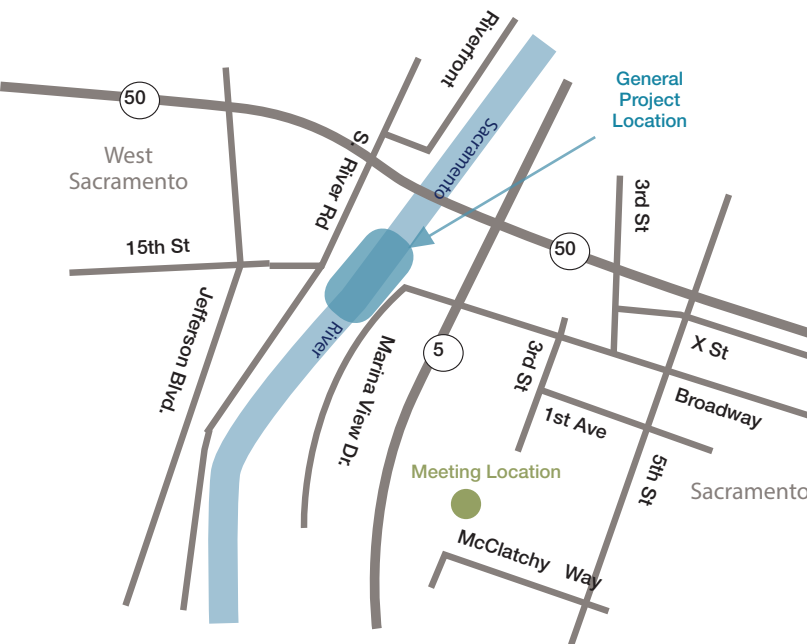 Riverfront
General
Project
Location
50
Sacramento
S. River Rd
West
Sacramento
3rd St
15th St
50
Jefferson Blvd.
River
Marina View Dr.
5
3rd St
X St
Broadway
1st Ave
Meeting Location
5th St
Sacramento
McClatchy Way